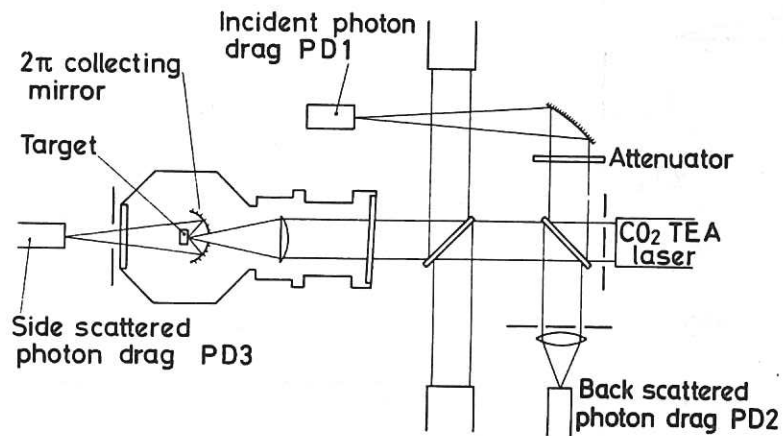 Incident photon
drag PD1
2π collecting
mirror
Target
Attenuator
CO₂ TEA
laser
Side scattered
photon drag PD3
Back scattered
photon drag PD2